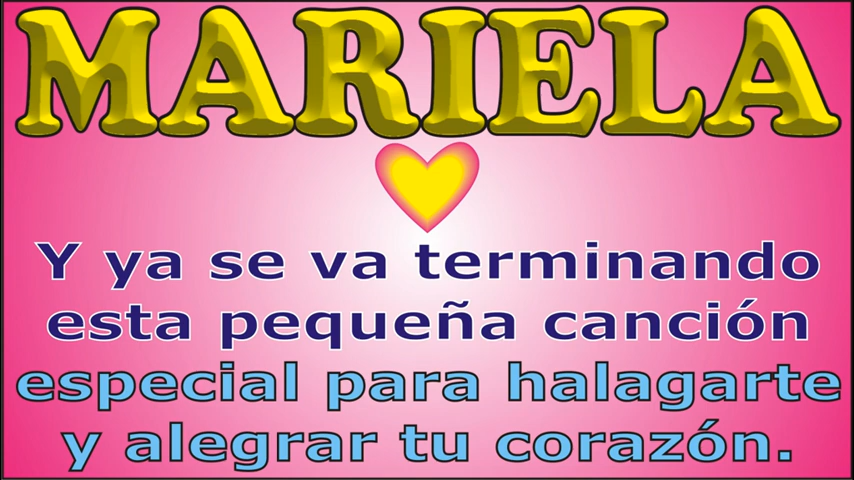 MARIELA
Y ya se va terminando
esta pequeña canción
especial para halagarte
y alegrar tu corazón.